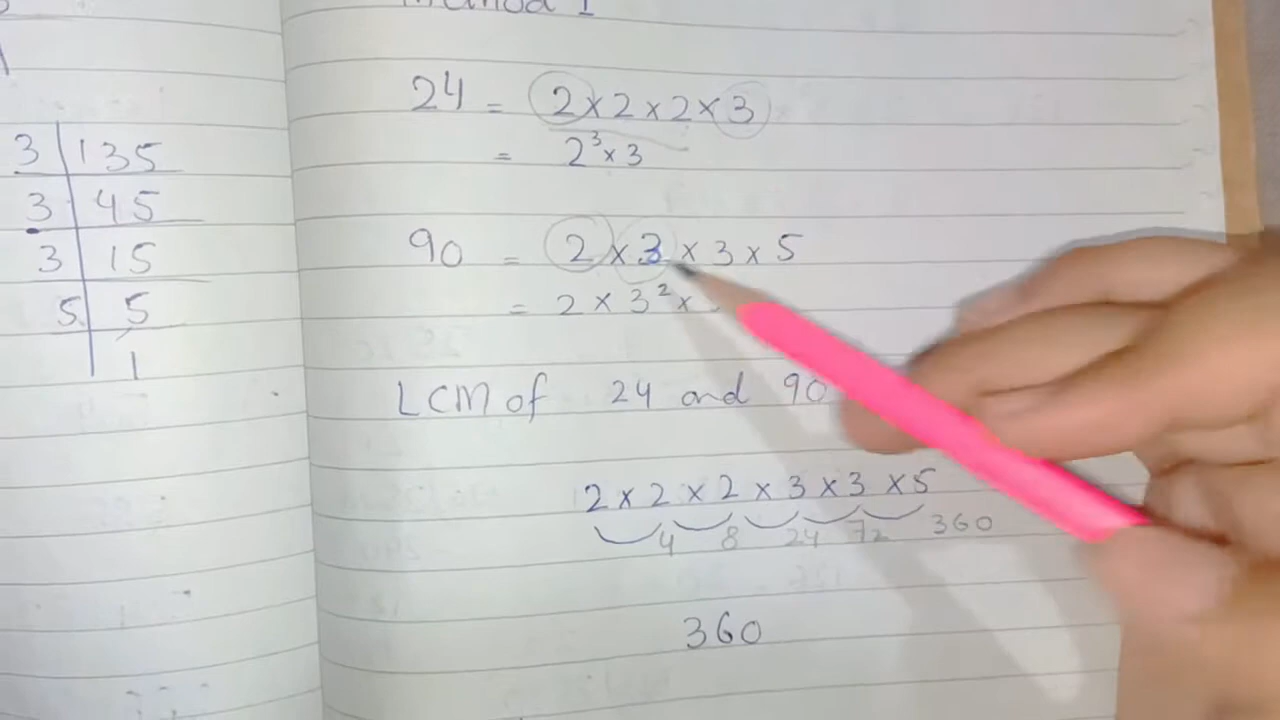 3 | 135
3 | 45
3 | 15
5 | 5
1
Method 1
24 = 2 × 2 × 2 × 3
= 2³ × 3
90 = 2 × 3 × 3 × 5
= 2 × 3² ×
LCM of 24 and 90
2 × 2 × 2 × 3 × 3 × 5
4 8 24 72 360
360